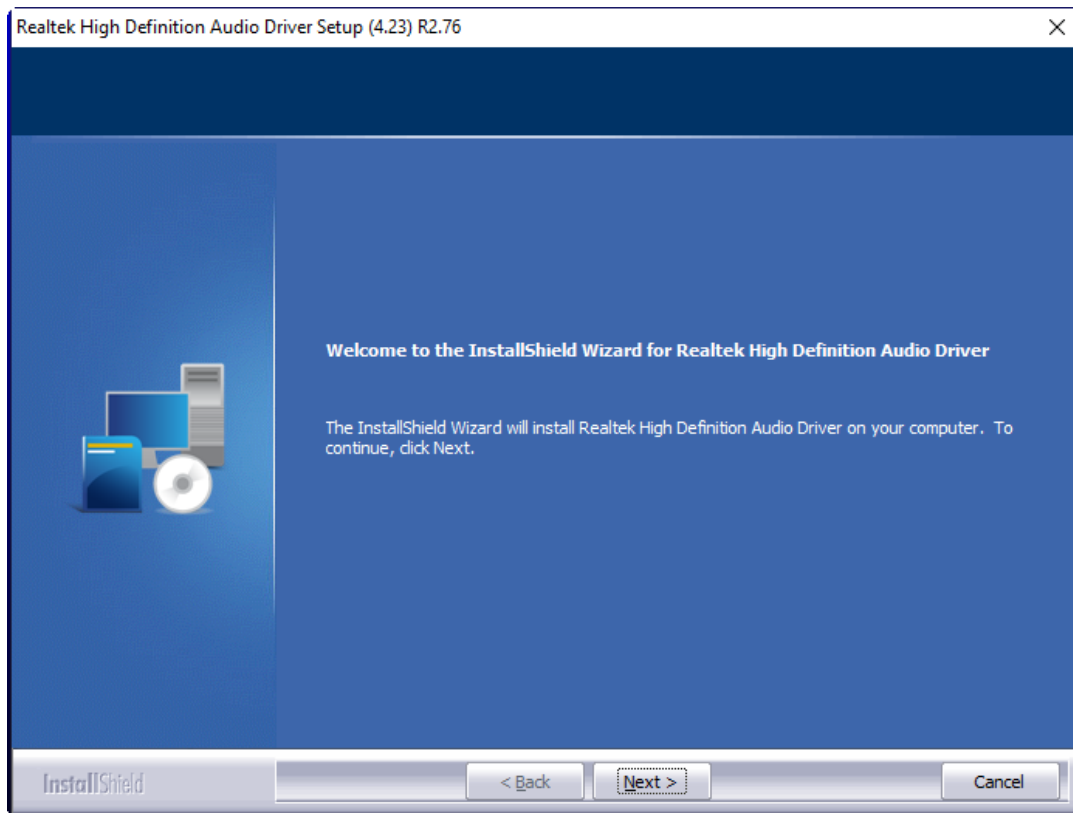 Realtek High Definition Audio Driver Setup (4.23) R2.76
Welcome to the InstallShield Wizard for Realtek High Definition Audio Driver
The InstallShield Wizard will install Realtek High Definition Audio Driver on your computer.  To
continue, click Next.
InstallShield
< Back
Next >
Cancel